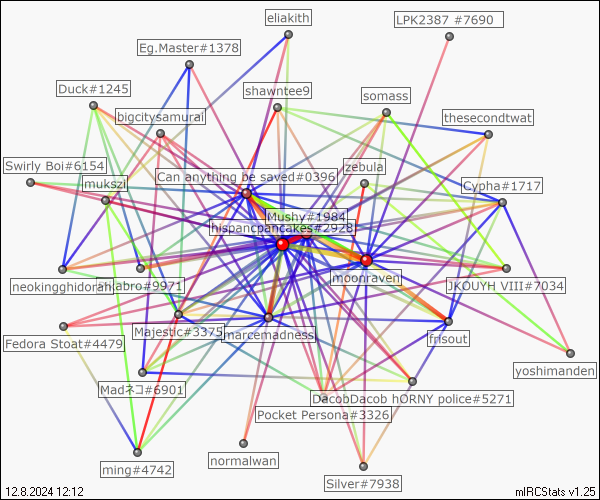 eliakith
LPK2387 #7690
Eg.Master#1378
Duck#1245
shawntee9
somass
bigcitysamurai
thesecondtwat
Swirly Boi#6154
zebula
Can anything be saved#0396
mukszi
Cypha#1717
Mushy#1984
hispancpancakes#2928
neokingghidorah
#9971
moonraven
JKOUYH VIII#7034
Majestic#3375
marcemadness
frisout
Fedora Stoat#4479
yoshimanden
Madネコ#6901
DacobDacob hORNY police#5271
Pocket Persona#3326
normalwan
ming#4742
Silver#7938
12.8.2024 12:12
mIRCStats v1.25